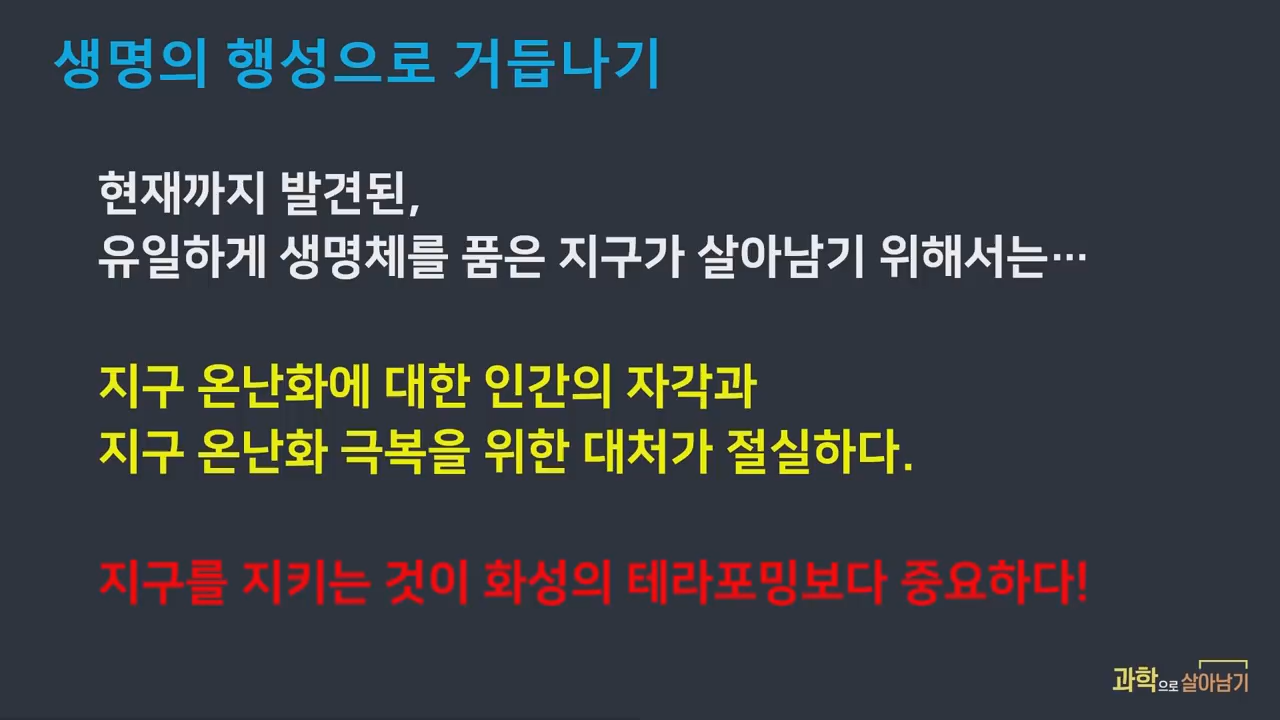 생명의 행성으로 거듭나기
현재까지 발견된,
유일하게 생명체를 품은 지구가 살아남기 위해서는…
지구 온난화에 대한 인간의 자각과
지구 온난화 극복을 위한 대처가 절실하다.
지구를 지키는 것이 화성의 테라포밍보다 중요하다!
과학으로 살아남기